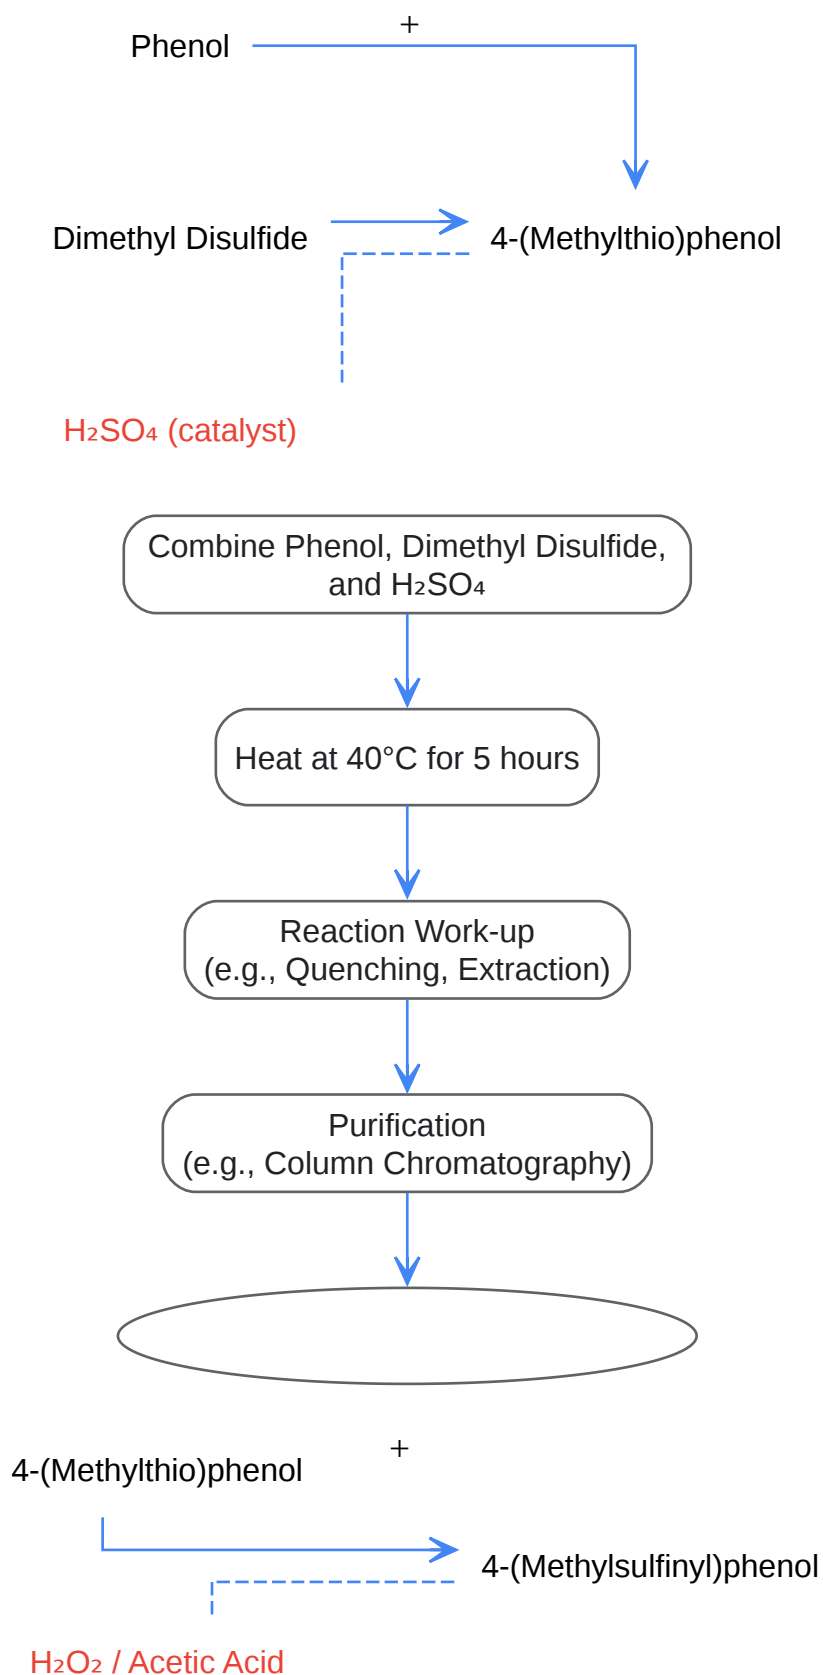 +
Phenol
Dimethyl Disulfide
4-(Methylthio)phenol
H₂SO₄ (catalyst)
Combine Phenol, Dimethyl Disulfide,
and H₂SO₄
Heat at 40°C for 5 hours
Reaction Work-up
(e.g., Quenching, Extraction)
Purification
(e.g., Column Chromatography)
+
4-(Methylthio)phenol
4-(Methylsulfinyl)phenol
H₂O₂ / Acetic Acid